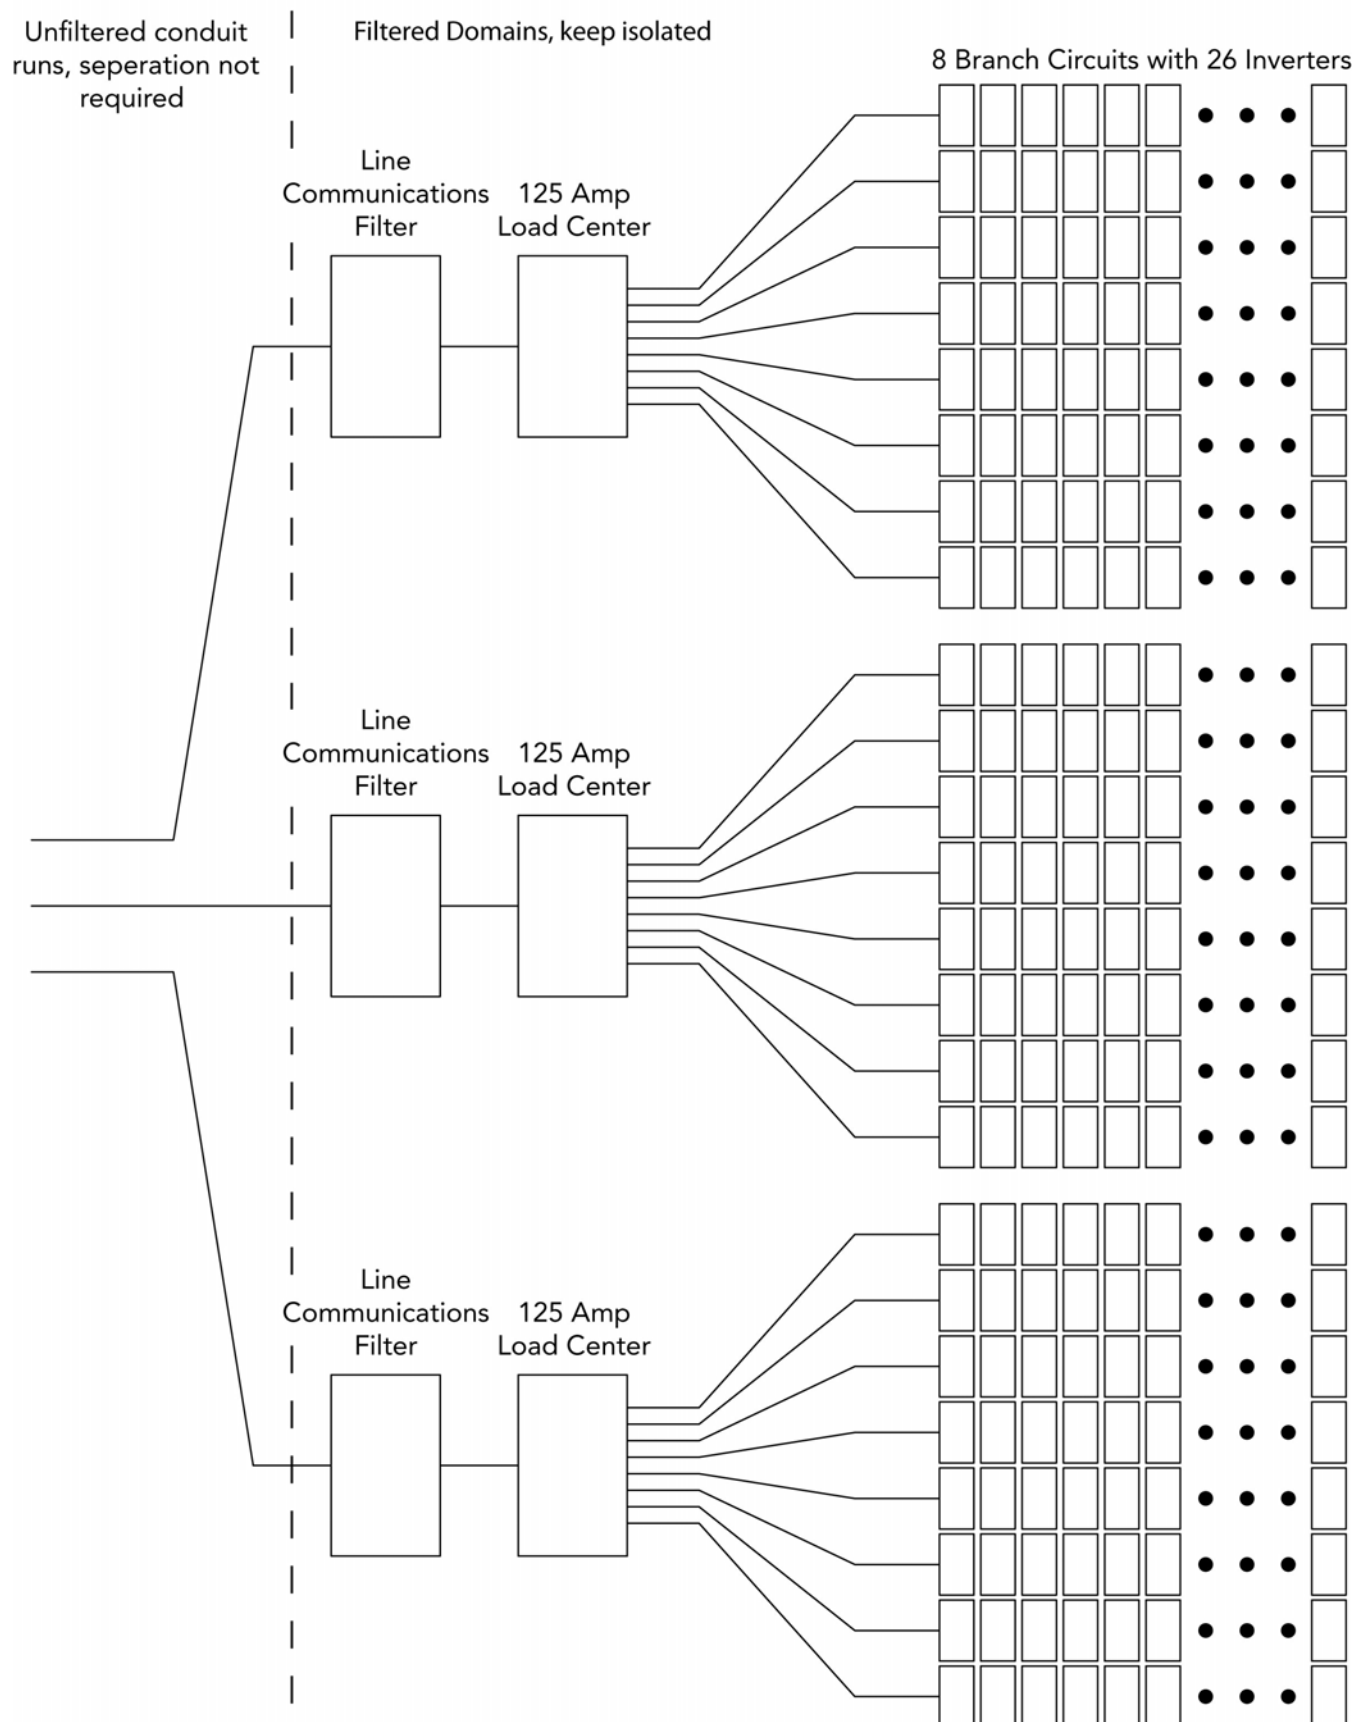 Unfiltered conduit
runs, seperation not
required
Filtered Domains, keep isolated
8 Branch Circuits with 26 Inverters
Line
Communications
Filter
125 Amp
Load Center
Line
Communications
Filter
125 Amp
Load Center
Line
Communications
Filter
125 Amp
Load Center